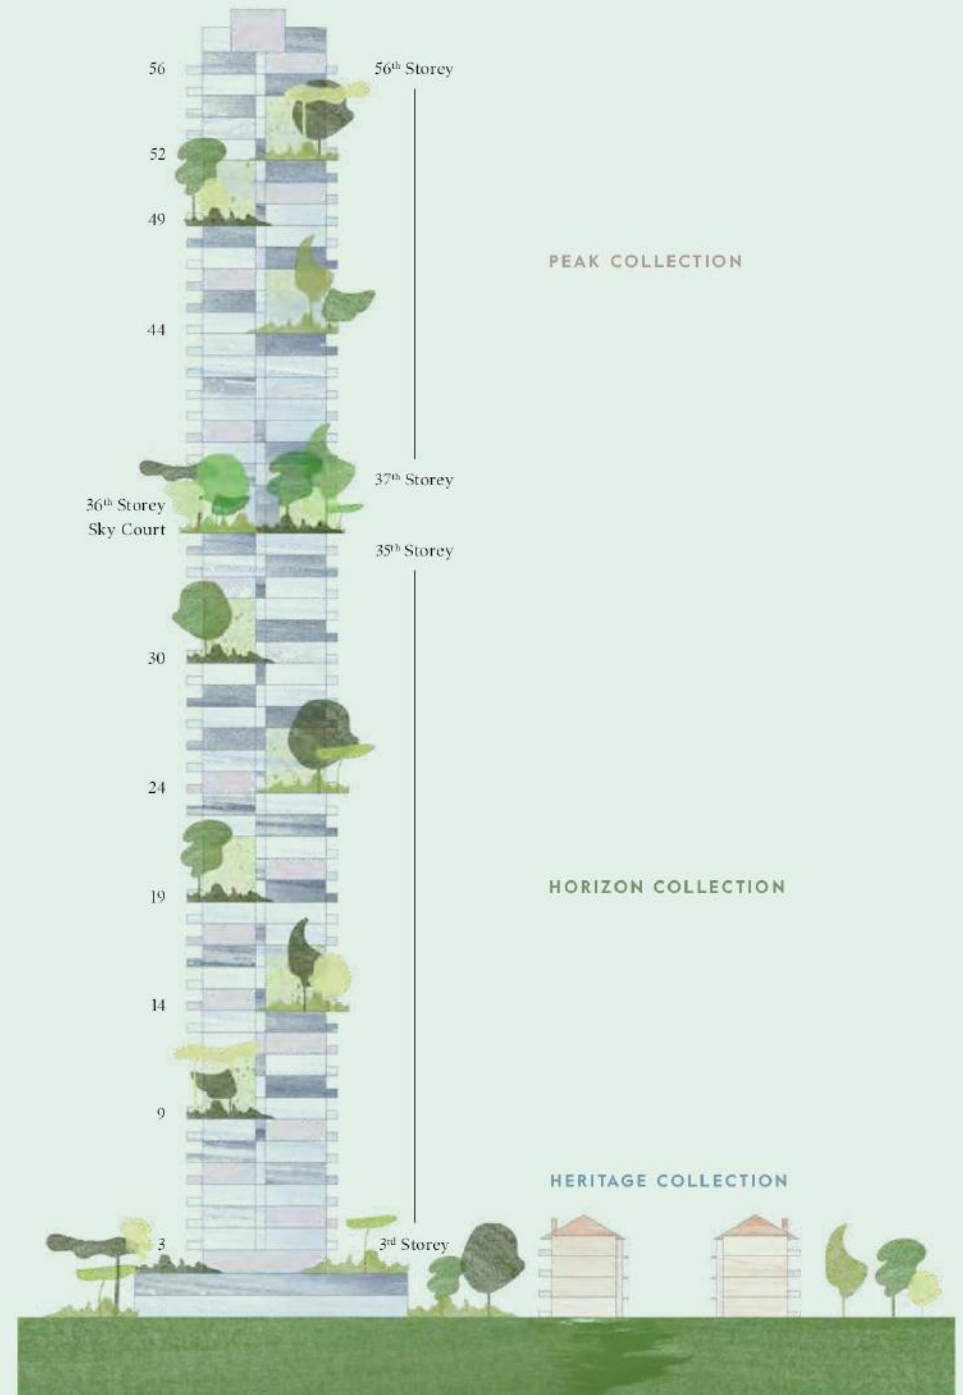 56
56th Storey
52
49
PEAK COLLECTION
44
37th Storey
36th Storey
Sky Court
35th Storey
30
24
HORIZON COLLECTION
19
14
9
HERITAGE COLLECTION
3
3rd Storey